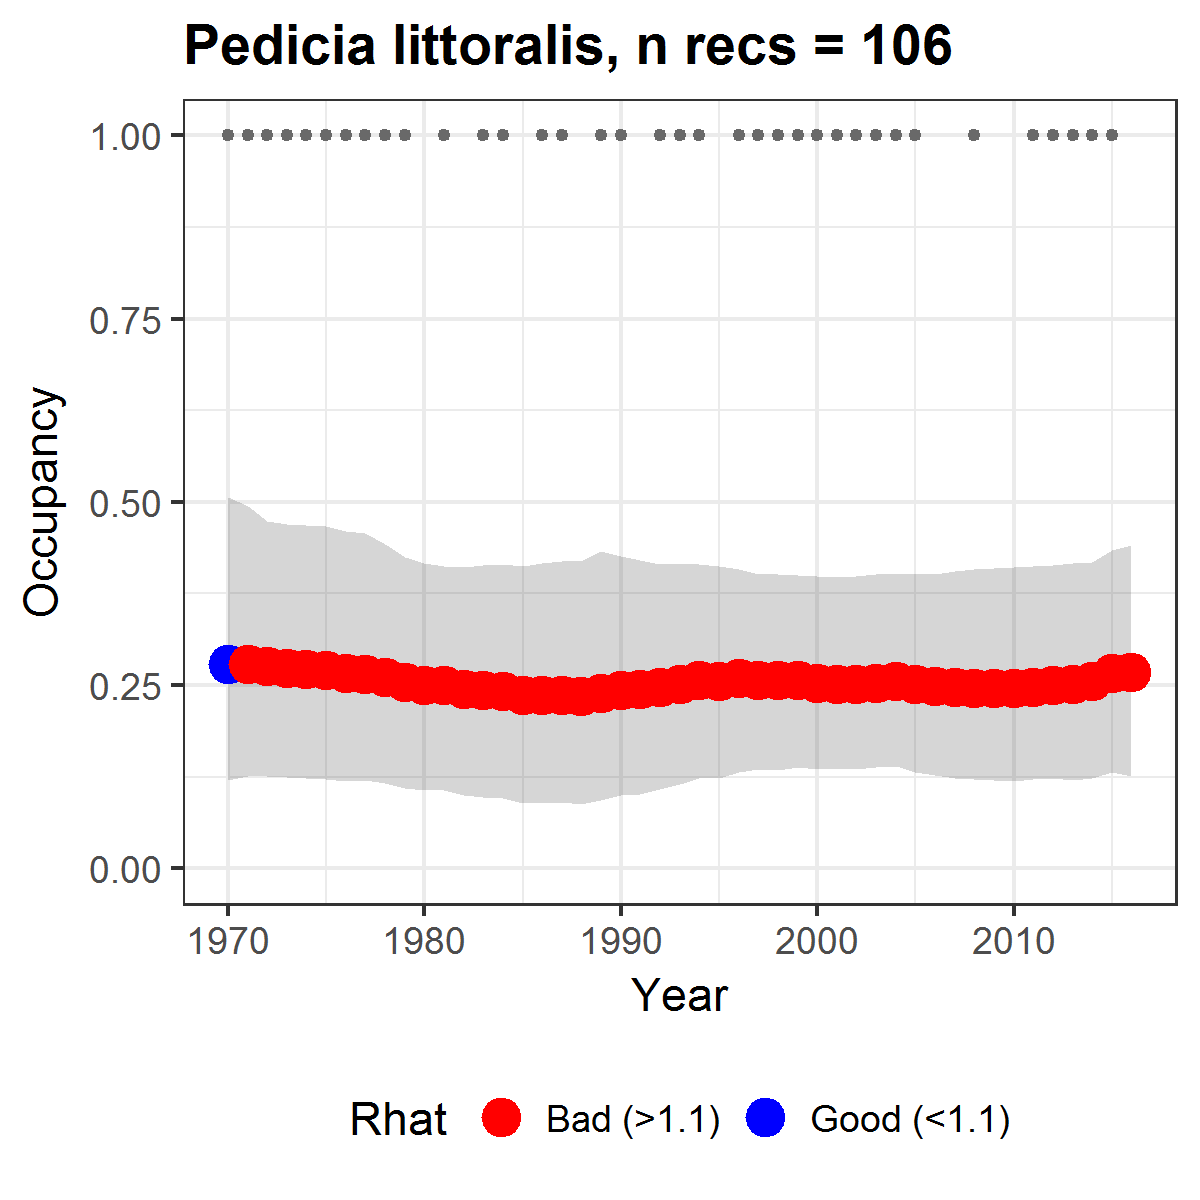 Pedicia littoralis, n recs = 106
1.00
0.75
0.50
0.25
0.00
Occupancy
1970 1980 1990 2000 2010
Year
Rhat Bad (>1.1) Good (<1.1)